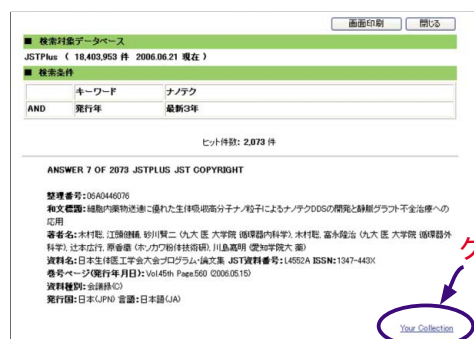 画面印刷 閉じる
■ 検索対象データベース
JSTPlus ( 18,403,953 件 2006.06.21 現在 )
■ 検索条件
キーワード ナノテク
AND 発行年 最新3年
ヒット件数: 2,073 件
ANSWER 7 OF 2073 JSTPLUS JST COPYRIGHT
整理番号:06A0446076
和文標題:細胞内薬物送達に優れた生体吸収高分子ナノ粒子によるナノテクDDSの開発と静脈グラフト不全治療への
応用
著者名:木村聡, 江頭健輔, 砂川賢二 (九大 医 大学院 循環器内科学), 木村聡, 富永隆治 (九大 医 大学院 循環器外
科学), 辻本広行, 原香織 (ホソカワ粉体技術研), 川島嘉明 (愛知学院大 薬)
資料名:日本生体医工学会大会プログラム・論文集 JST資料番号:L4552A ISSN:1347-443X
巻号ページ(発行年月日):Vol.45th Page.560 (2006.05.15)
資料種別:会議録(C)
発行国:日本(JPN) 言語:日本語(JA)
ク
Your Collection